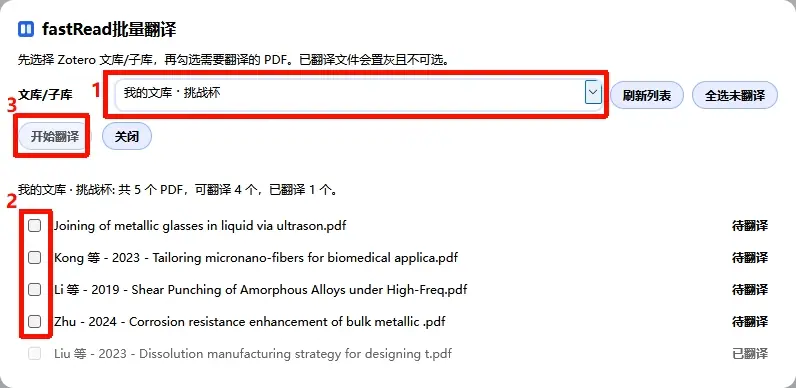 fastRead批量翻译
先选择 Zotero 文库/子库，再勾选需要翻译的 PDF。已翻译文件会置灰且不可选。
文库/子库 1 我的文库 · 挑战杯 刷新列表 全选未翻译
3
开始翻译 关闭
我的文库 · 挑战杯: 共 5 个 PDF，可翻译 4 个，已翻译 1 个。
2
Joining of metallic glasses in liquid via ultrason.pdf 待翻译
Kong 等 - 2023 - Tailoring micronano-fibers for biomedical applica.pdf 待翻译
Li 等 - 2019 - Shear Punching of Amorphous Alloys under High-Freq.pdf 待翻译
Zhu - 2024 - Corrosion resistance enhancement of bulk metallic .pdf 待翻译
Liu 等 - 2023 - Dissolution manufacturing strategy for designing t.pdf 已翻译